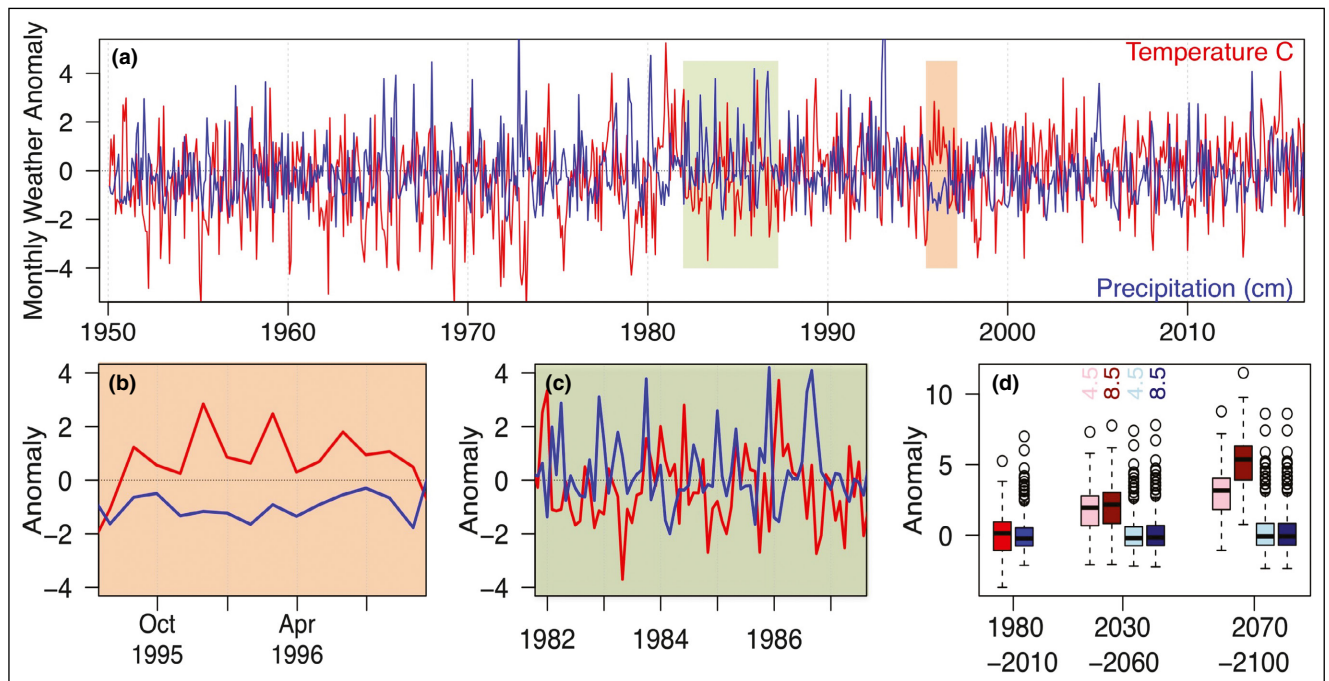 Monthly Weather Anomaly
(a)
Temperature C
4
2
0
−2
−4
Precipitation (cm)
1950 1960 1970 1980 1990 2000 2010
(b)
Anomaly
4
2
0
−2
−4
Oct Apr
1995 1996
(c)
Anomaly
4
2
0
−2
−4
1982 1984 1986
(d)
4.5 8.5 4.5 8.5
Anomaly
10
5
0
1980 2030 2070
−2010 −2060 −2100